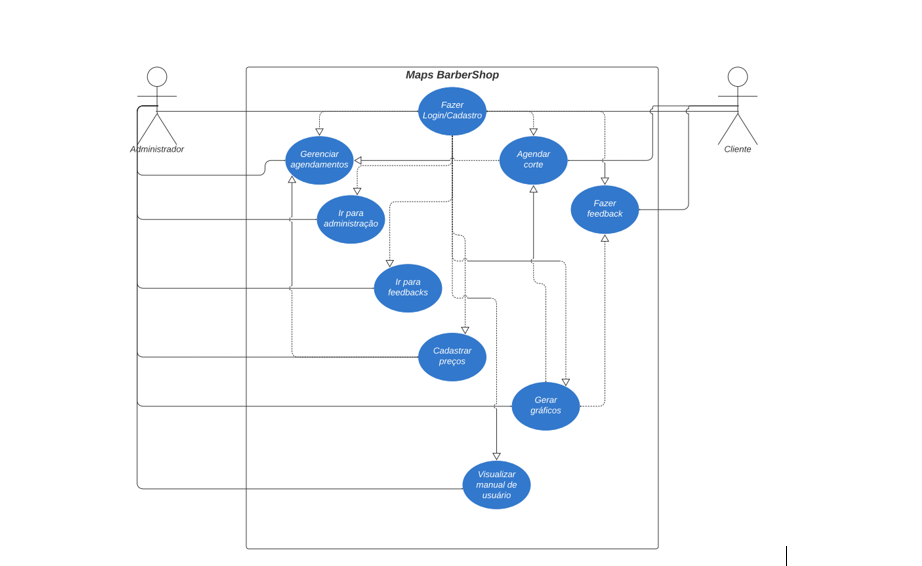 Maps BarberShop
Fazer
Login/Cadastro
Administrador
Cliente
Gerenciar
agendamentos
Agendar
corte
Ir para
administração
Fazer
feedback
Ir para
feedbacks
Cadastrar
preços
Gerar
gráficos
Visualizar
manual de
usuário